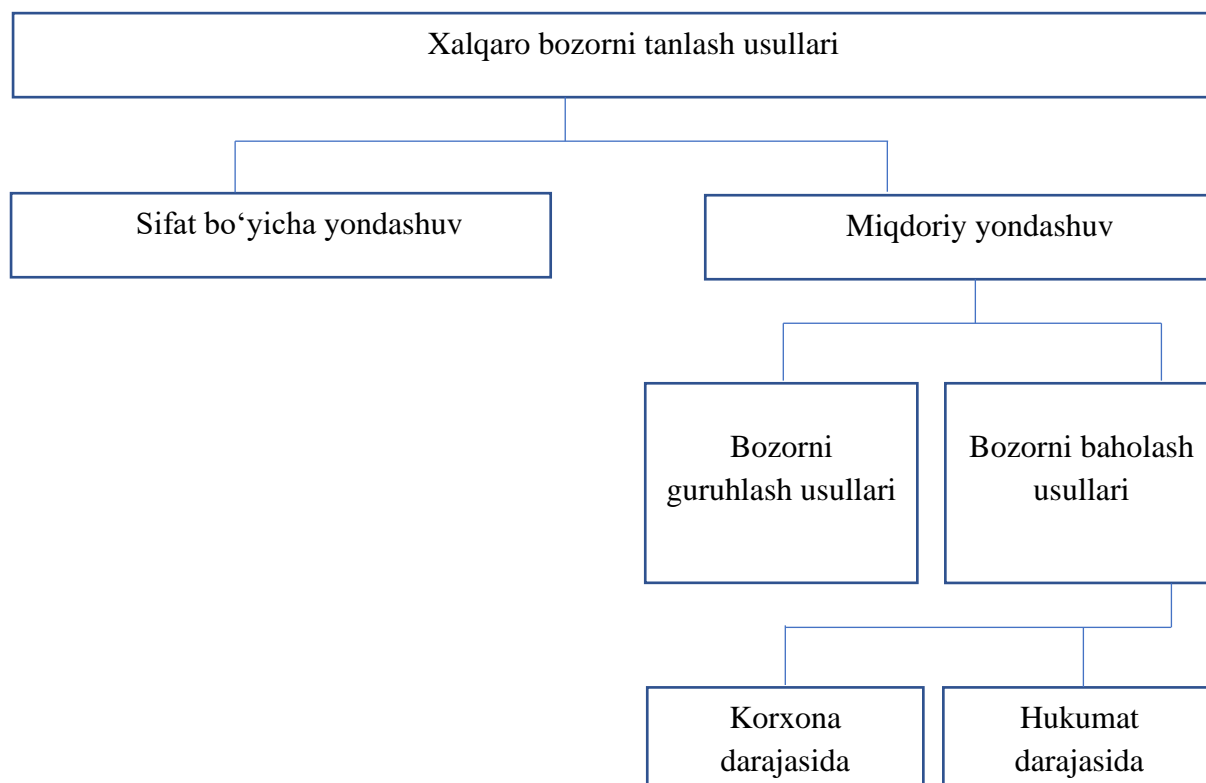 Xalqaro bozorni tanlash usullari
Sifat bo‘yicha yondashuv
Miqdoriy yondashuv
Bozorni
guruhlash usullari
Bozorni baholash
usullari
Korxona
darajasida
Hukumat
darajasida